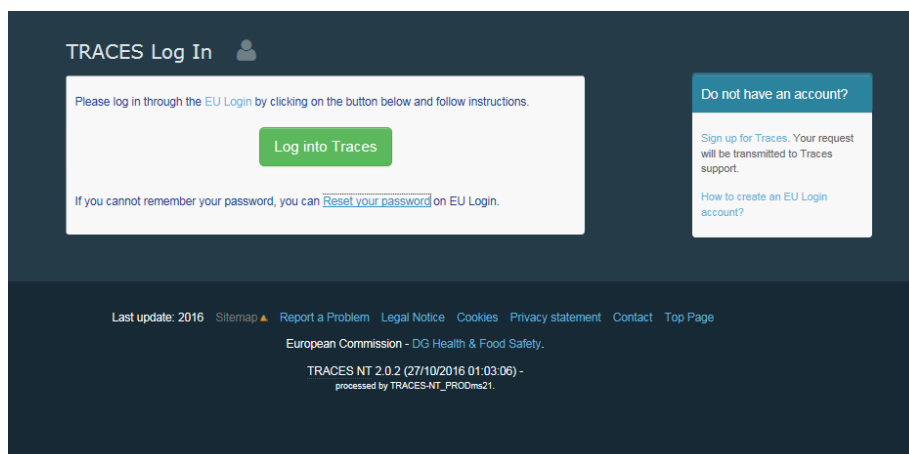 TRACES Log In
Please log in through the EU Login by clicking on the button below and follow instructions.
Log into Traces
If you cannot remember your password, you can Reset your password on EU Login.
Do not have an account?
Sign up for Traces. Your request
will be transmitted to Traces
support.
How to create an EU Login
account?
Last update: 2016 Sitemap Report a Problem Legal Notice Cookies Privacy statement Contact Top Page
European Commission - DG Health & Food Safety.
TRACES NT 2.0.2 (27/10/2016 01:03:06) -
processed by TRACES-NT_PRODms21.